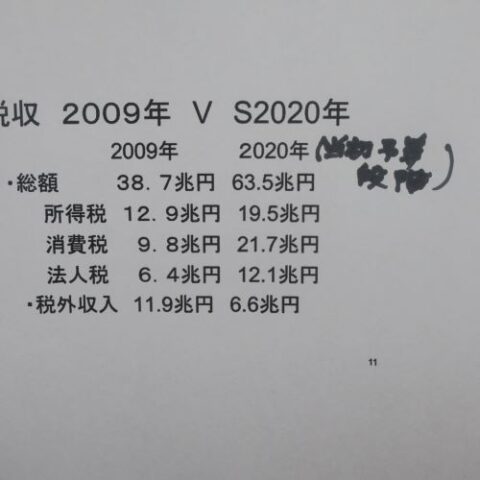 税収 2009年 V S2020年
2009年 2020年 (当初予算
段階)
・総額 38.7兆円 63.5兆円
所得税 12.9兆円 19.5兆円
消費税 9.8兆円 21.7兆円
法人税 6.4兆円 12.1兆円
・税外収入 11.9兆円 6.6兆円
11